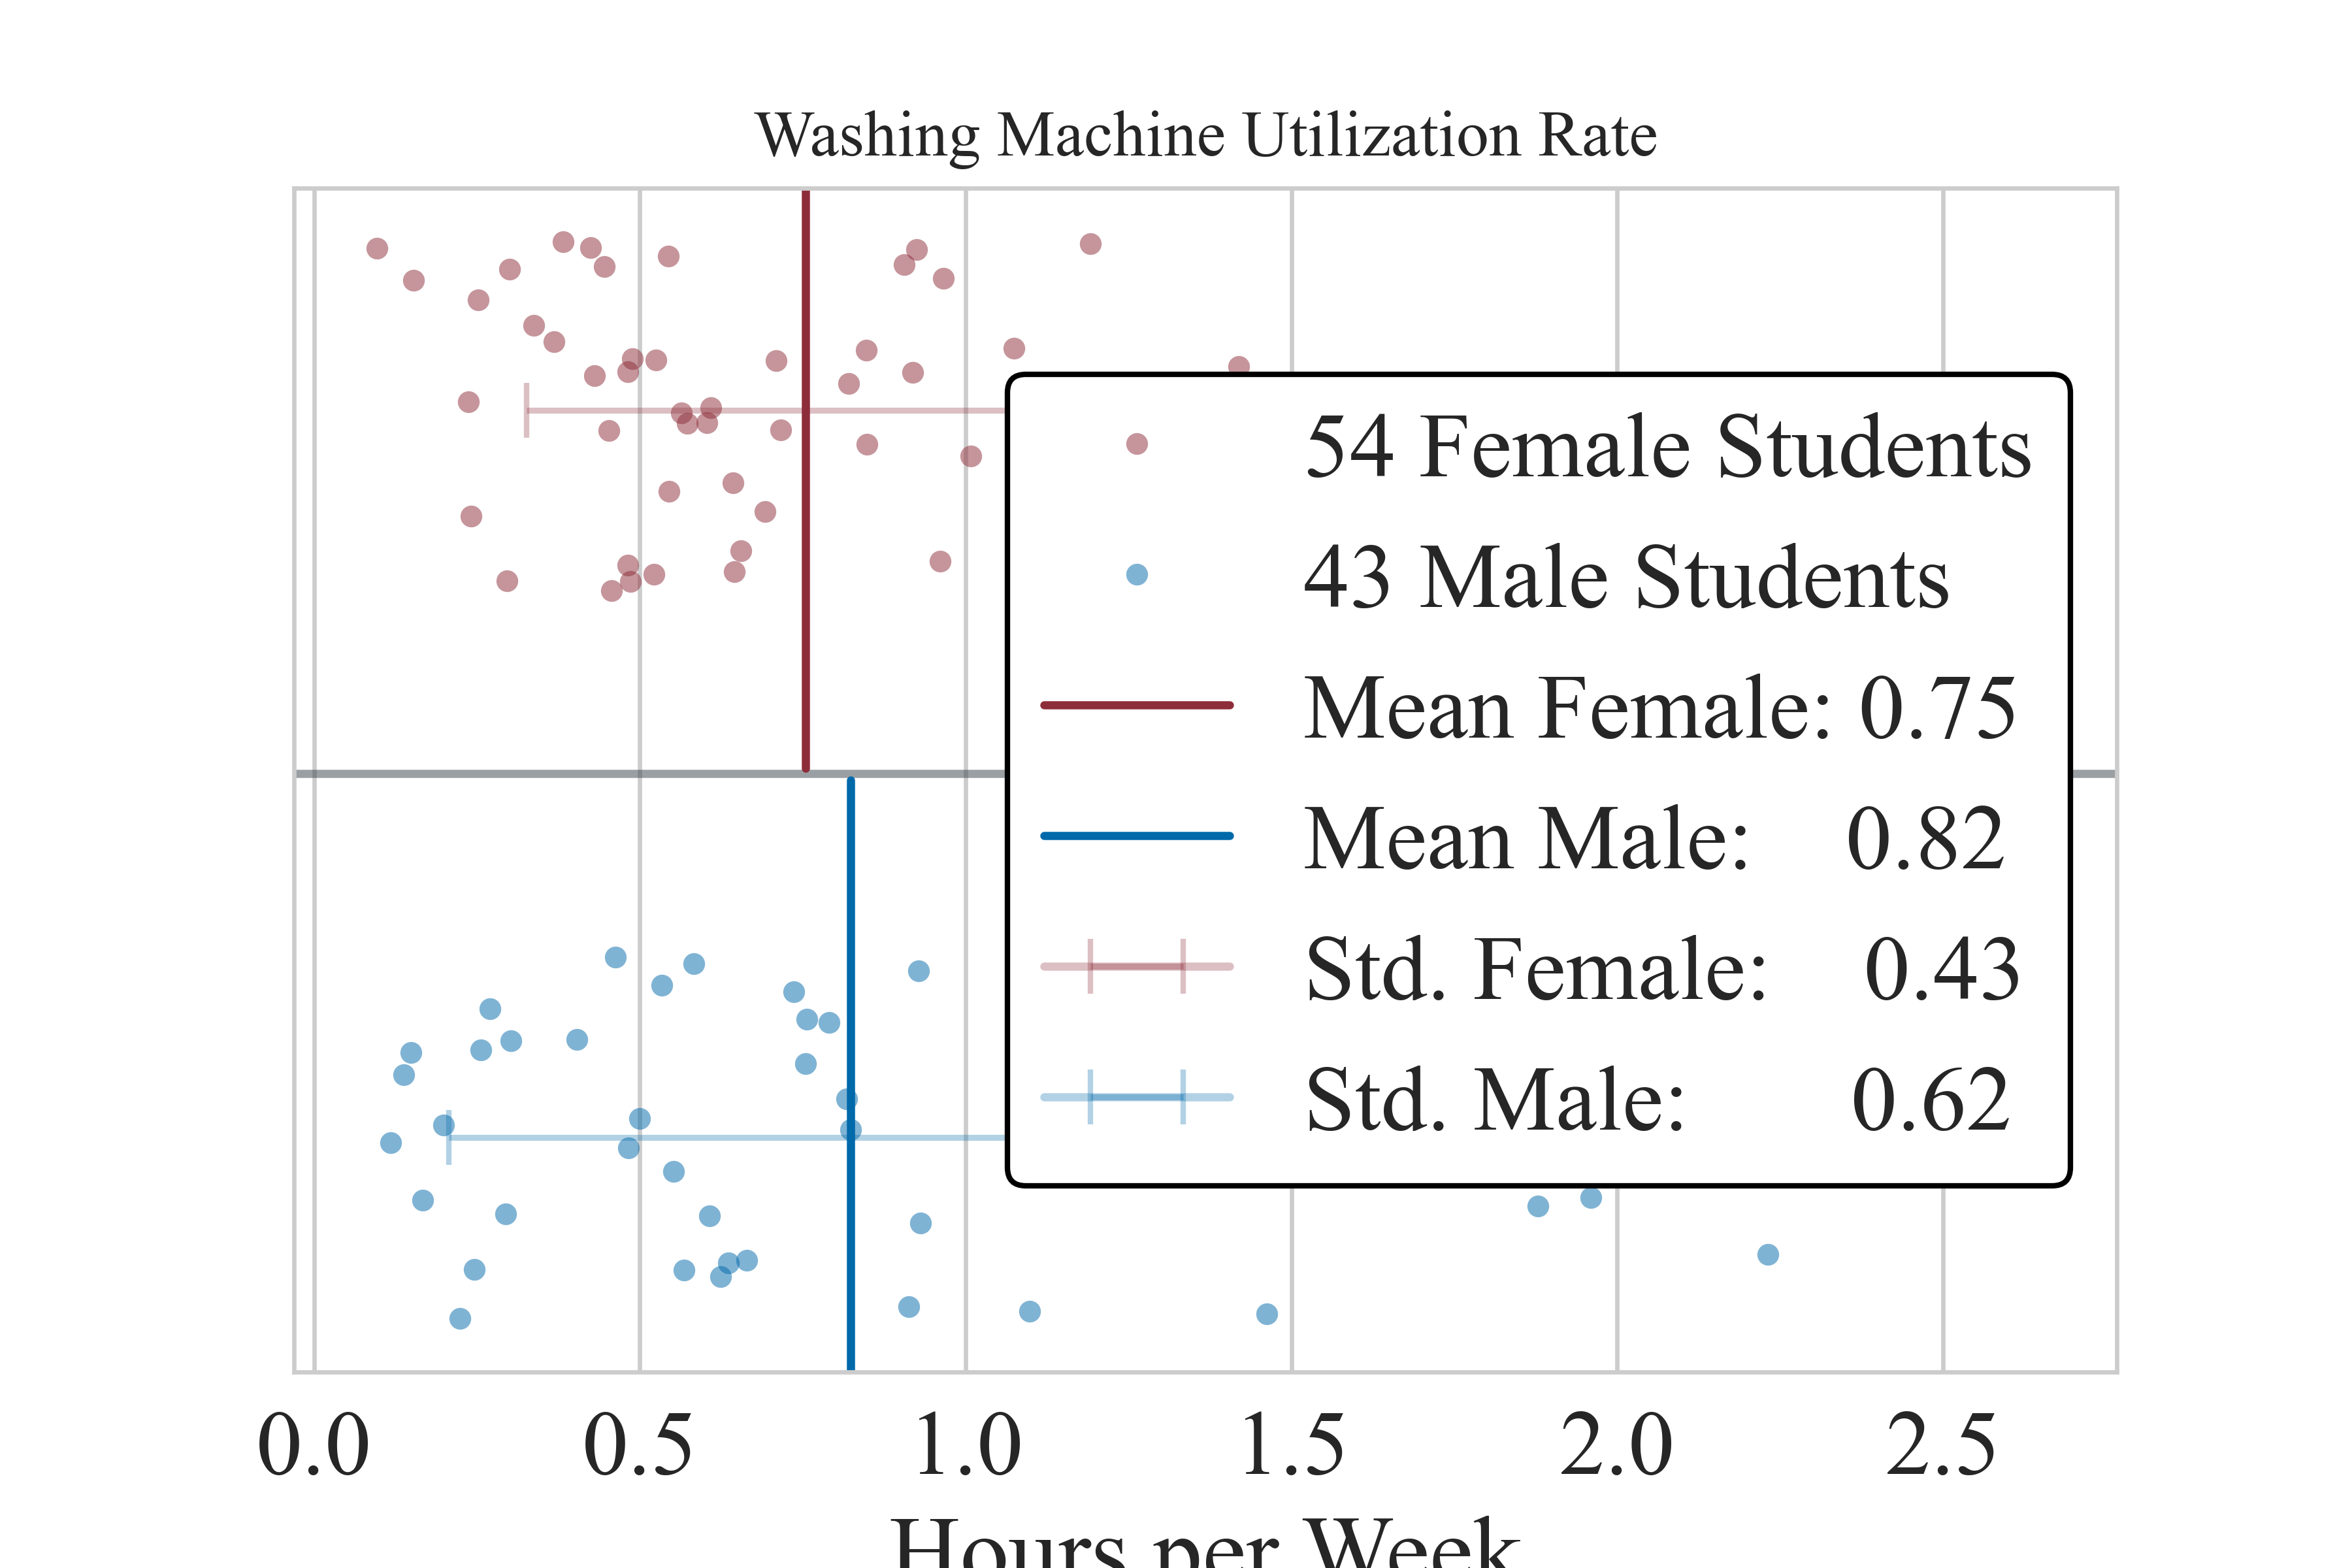 Washing Machine Utilization Rate
54 Female Students
43 Male Students
Mean Female: 0.75
Mean Male: 0.82
Std. Female: 0.43
Std. Male: 0.62
0.0 0.5 1.0 1.5 2.0 2.5
Hours per Week